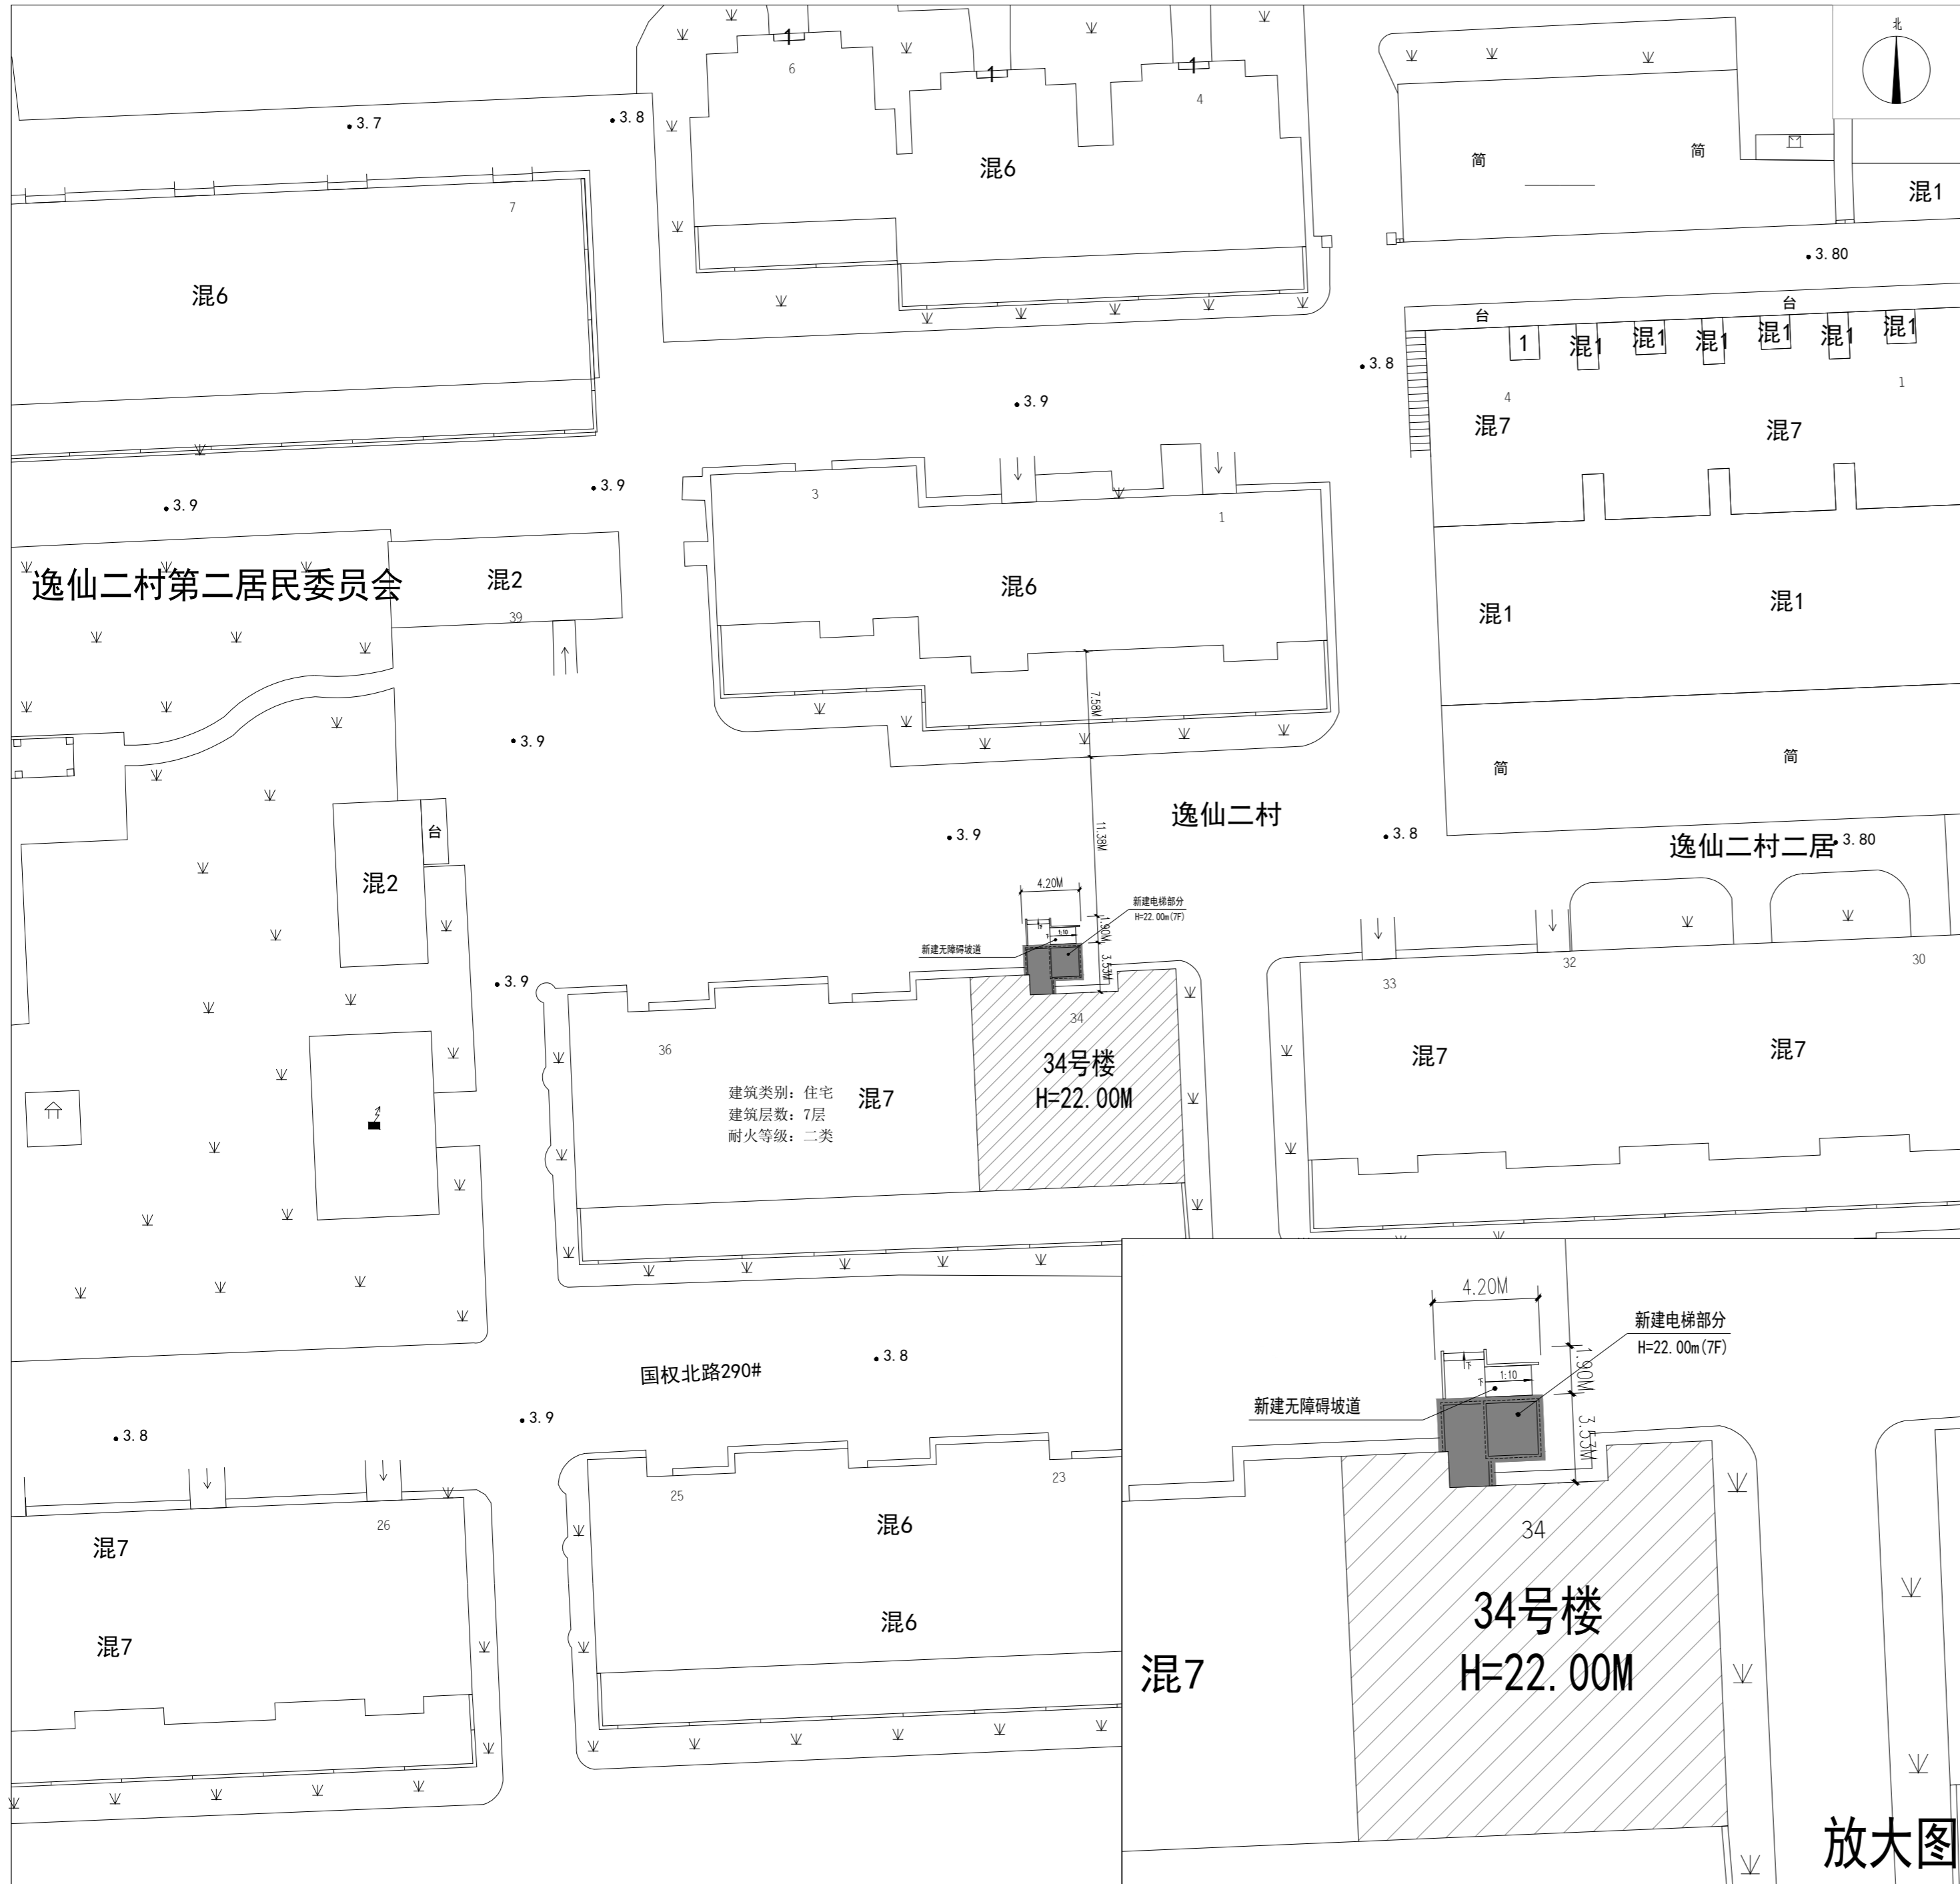 北
1
1
1
6
4
3.7
3.8
混6
简
简
混1
7
混6
3.80
台
台
1
混1
混1
混1
混1
混1
混1
3.8
3.9
4
1
混7
混7
3.9
3.9
3
1
逸仙二村第二居民委员会
混2
39
混6
混1
混1
7.58M
3.9
简
简
逸仙二村
11.38M
3.9
3.8
逸仙二村二居
3.80
台
混2
4.20M
新建电梯部分
H=22.00m(7F)
1.90M
下
下
1:10
新建无障碍坡道
3.53M
3.9
33
32
30
34
36
34号楼
H=22.00M
混7
混7
建筑类别：住宅
建筑层数：7层
耐火等级：二类
混7
国权北路290#
3.8
3.9
3.8
25
23
26
混7
混6
混7
混6
4.20M
新建电梯部分
H=22.00m(7F)
1.90M
下
下
1:10
新建无障碍坡道
3.53M
34
34号楼
H=22.00M
混7
放大图